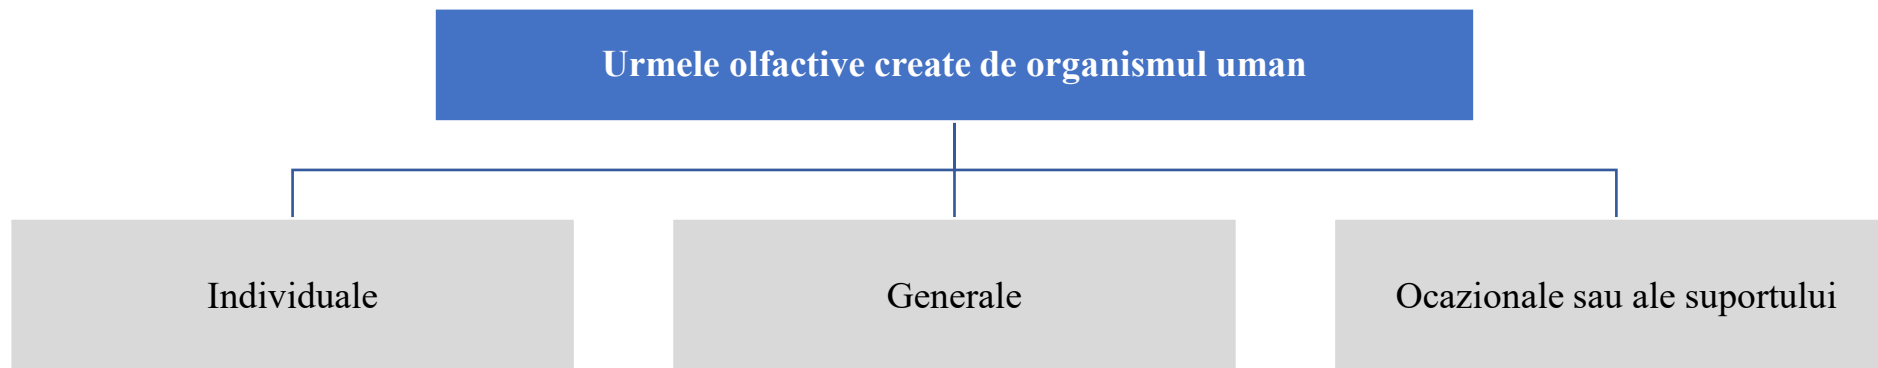 Urmele olfactive create de organismul uman
Individuale
Generale
Ocazionale sau ale suportului